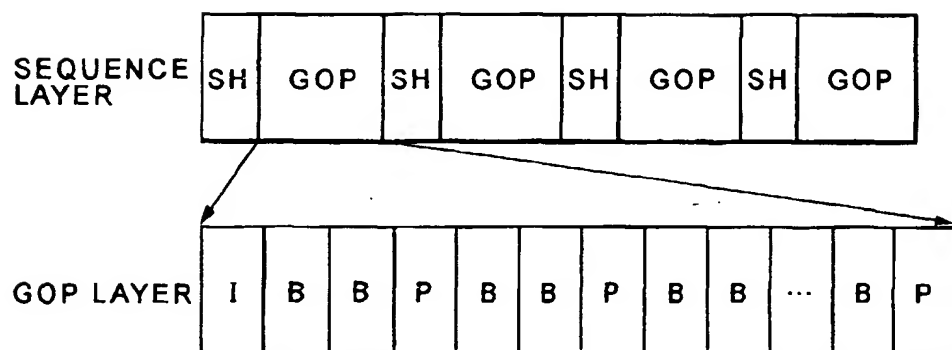 SEQUENCE
LAYER
SH GOP SH GOP SH GOP SH GOP
GOP LAYER I B B P B B P B B ... B P